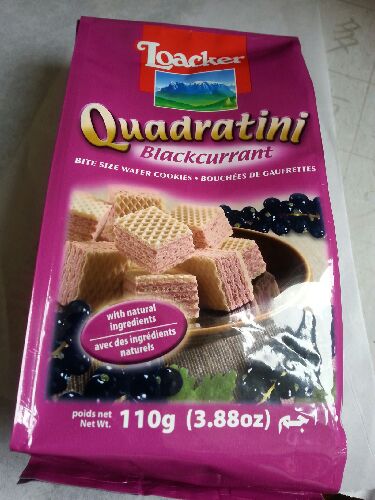 Loacker
Quadratini
Blackcurrant
BITE SIZE WAFER COOKIES • BOUCHÉES DE GAUFRETTES
with natural
ingredients
avec des ingrédients
naturels
poids net
Net Wt. 110g (3.88oz) جم